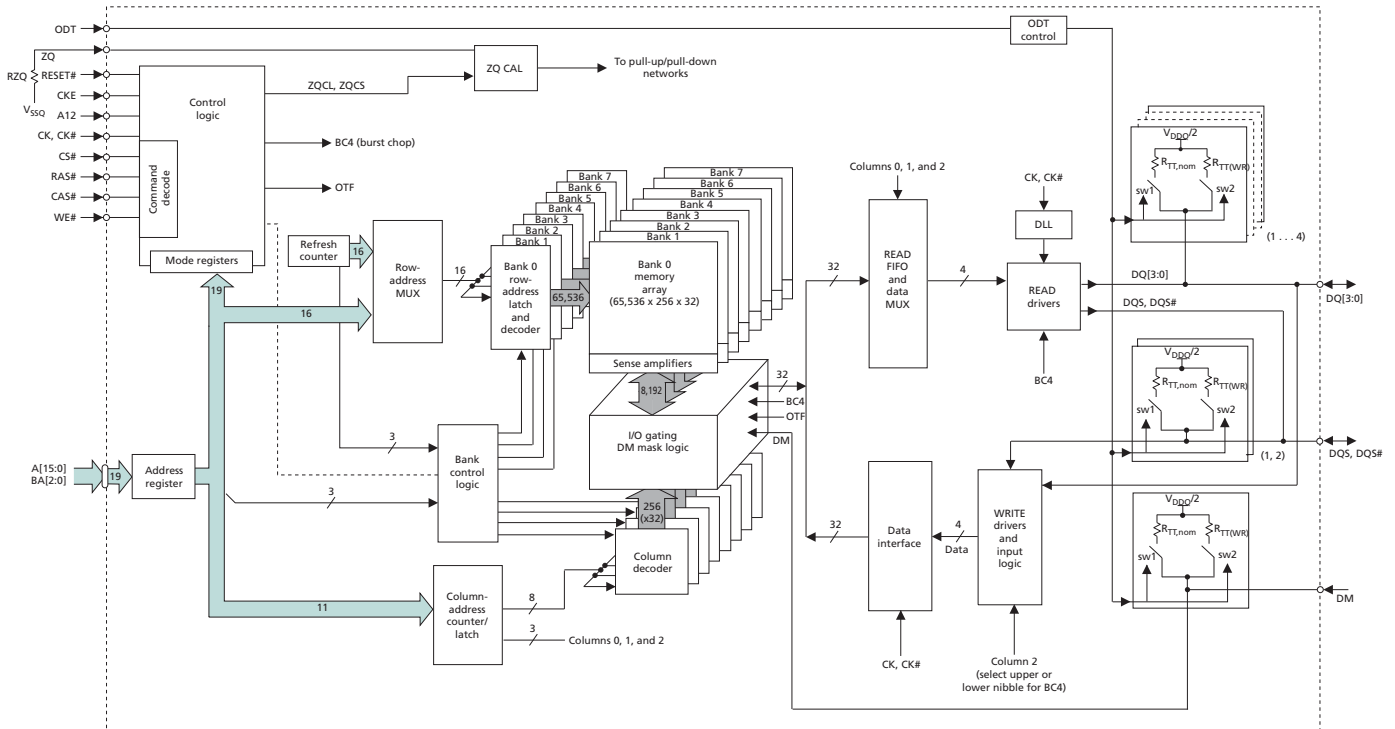 ODT
ODT
control
ZQ
RZQ
RESET#
CKE
VSSQ
A12
CK, CK#
CS#
RAS#
CAS#
WE#
Control
logic
Command
decode
Mode registers
ZQCL, ZQCS
ZQ CAL
To pull-up/pull-down
networks
BC4 (burst chop)
OTF
Refresh
counter
16
Row-
address
MUX
16
19
16
Bank 7
Bank 6
Bank 5
Bank 4
Bank 3
Bank 2
Bank 1
Bank 0
row-
address
latch
and
decoder
65,536
Bank 7
Bank 6
Bank 5
Bank 4
Bank 3
Bank 2
Bank 1
Bank 0
memory
array
(65,536 x 256 x 32)
Sense amplifiers
8,192
I/O gating
DM mask logic
32
BC4
OTF
DM
3
3
Bank
control
logic
A[15:0]
BA[2:0]
19
Address
register
256
(x32)
Column
decoder
11
Column-
address
counter/
latch
8
3
Columns 0, 1, and 2
Columns 0, 1, and 2
32
READ
FIFO
and
data
MUX
4
CK, CK#
DLL
READ
drivers
BC4
DQ[3:0]
DQS, DQS#
DQ[3:0]
VDDQ/2
RTT,nom
RTT(WR)
sw1
sw2
(1 . . . 4)
VDDQ/2
RTT,nom
RTT(WR)
sw1
sw2
(1, 2)
DQS, DQS#
32
Data
interface
4
Data
WRITE
drivers
and
input
logic
CK, CK#
Column 2
(select upper or
lower nibble for BC4)
VDDQ/2
RTT,nom
RTT(WR)
sw1
sw2
DM